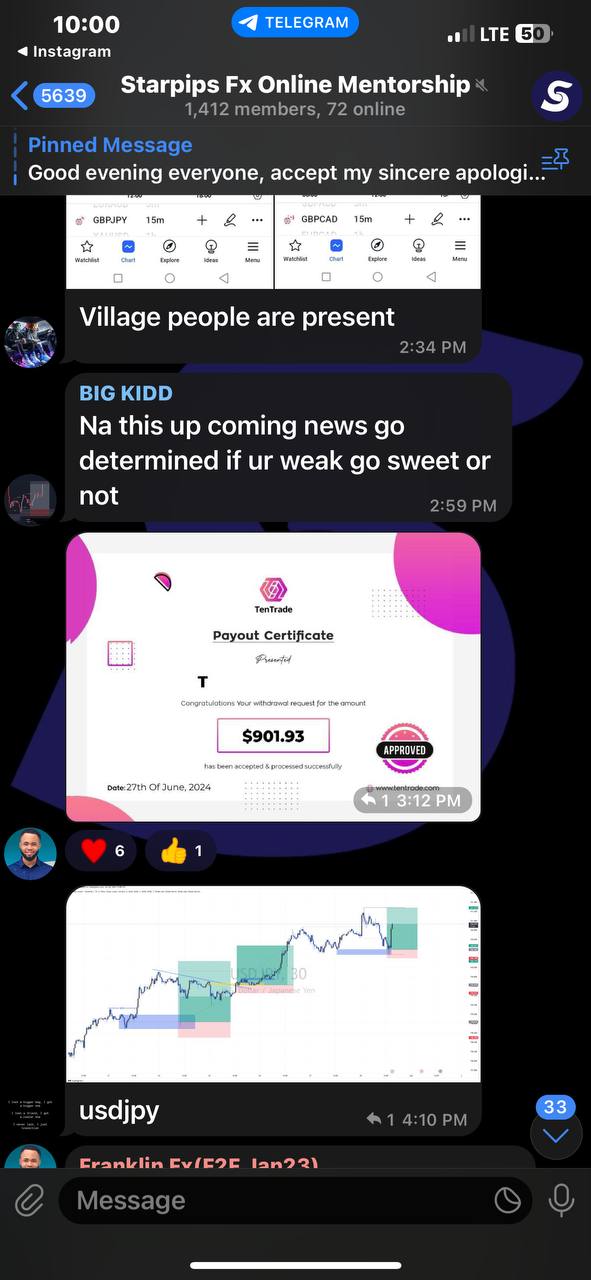 10:00
TELEGRAM
LTE 50
Instagram
5639
Starpips Fx Online Mentorship
1,412 members, 72 online
Pinned Message
Good evening everyone, accept my sincere apologi...
GBPJPY 15m
GBPCAD 15m
Watchlist Chart Explore Ideas Menu
Watchlist Chart Explore Ideas Menu
Village people are present
2:34 PM
BIG KIDD
Na this up coming news go
determined if ur weak go sweet or
not
2:59 PM
TenTrade
Payout Certificate
Presented
T
Congratulations Your withdrawal request for the amount
$901.93
APPROVED
has been accepted & processed successfully
Date: 27th Of June, 2024
www.tentrade.com
1 3:12 PM
6
1
usdjpy
1 4:10 PM
33
Franklin Fx(F2F Jan23)
Message